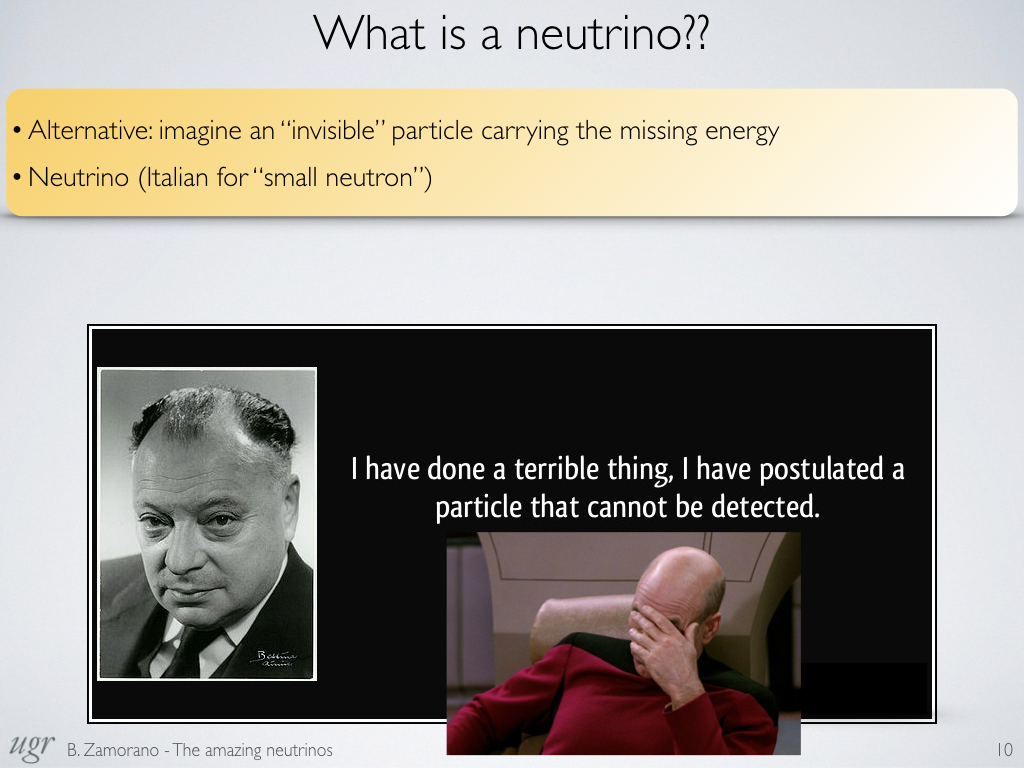 What is a neutrino??
• Alternative: imagine an “invisible” particle carrying the missing energy
• Neutrino (Italian for “small neutron”)
I have done a terrible thing, I have postulated a
particle that cannot be detected.
ugr
B. Zamorano - The amazing neutrinos
10